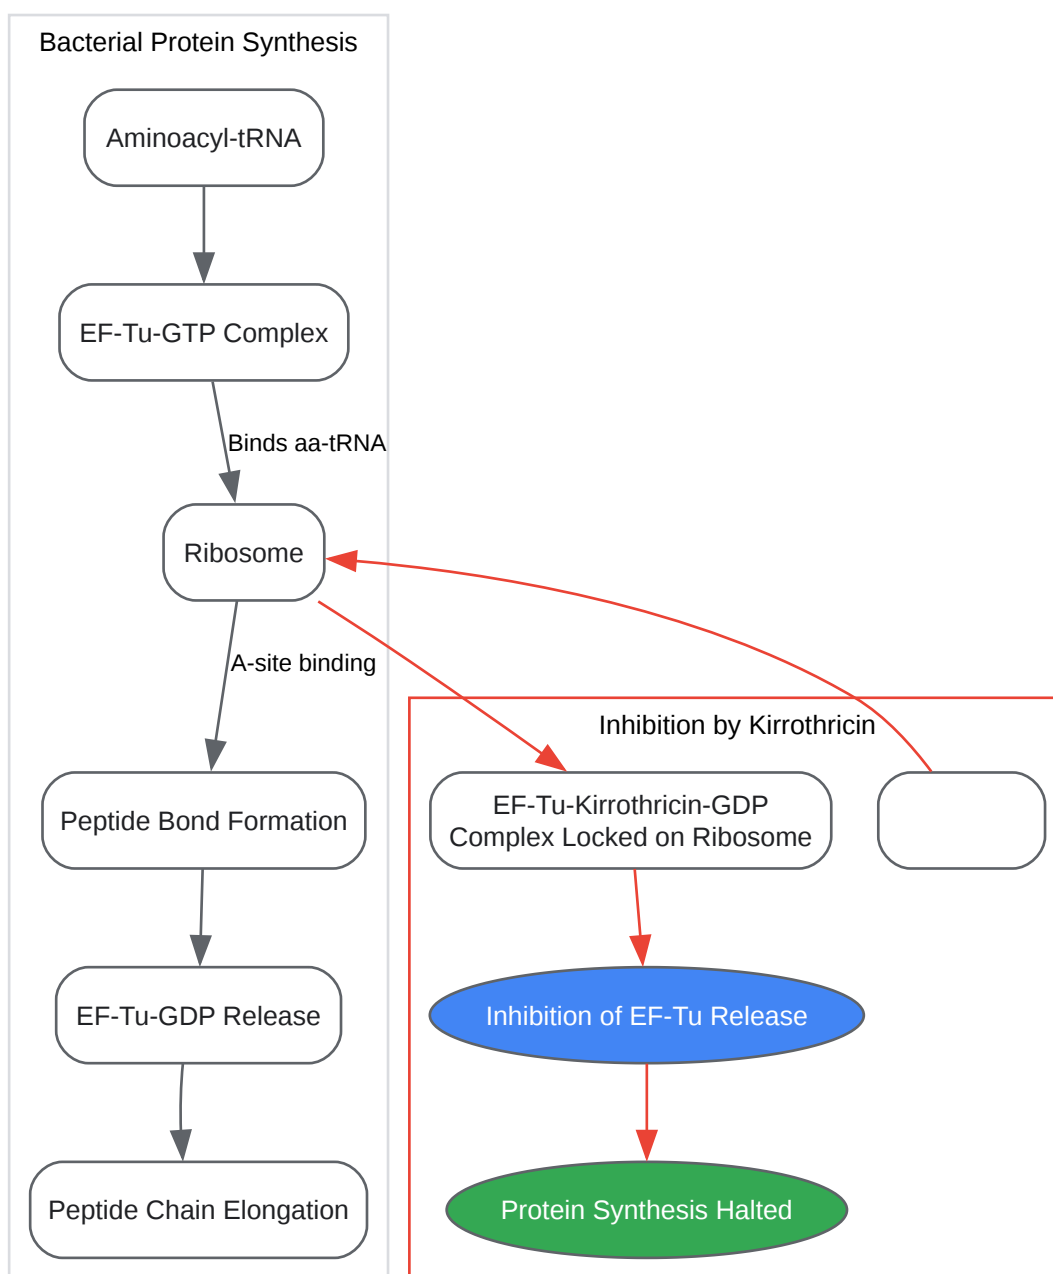 Bacterial Protein Synthesis
Aminoacyl-tRNA
EF-Tu-GTP Complex
Binds aa-tRNA
Ribosome
A-site binding
Peptide Bond Formation
EF-Tu-GDP Release
Peptide Chain Elongation
Inhibition by Kirrothricin
EF-Tu-Kirrothricin-GDP
Complex Locked on Ribosome
Inhibition of EF-Tu Release
Protein Synthesis Halted